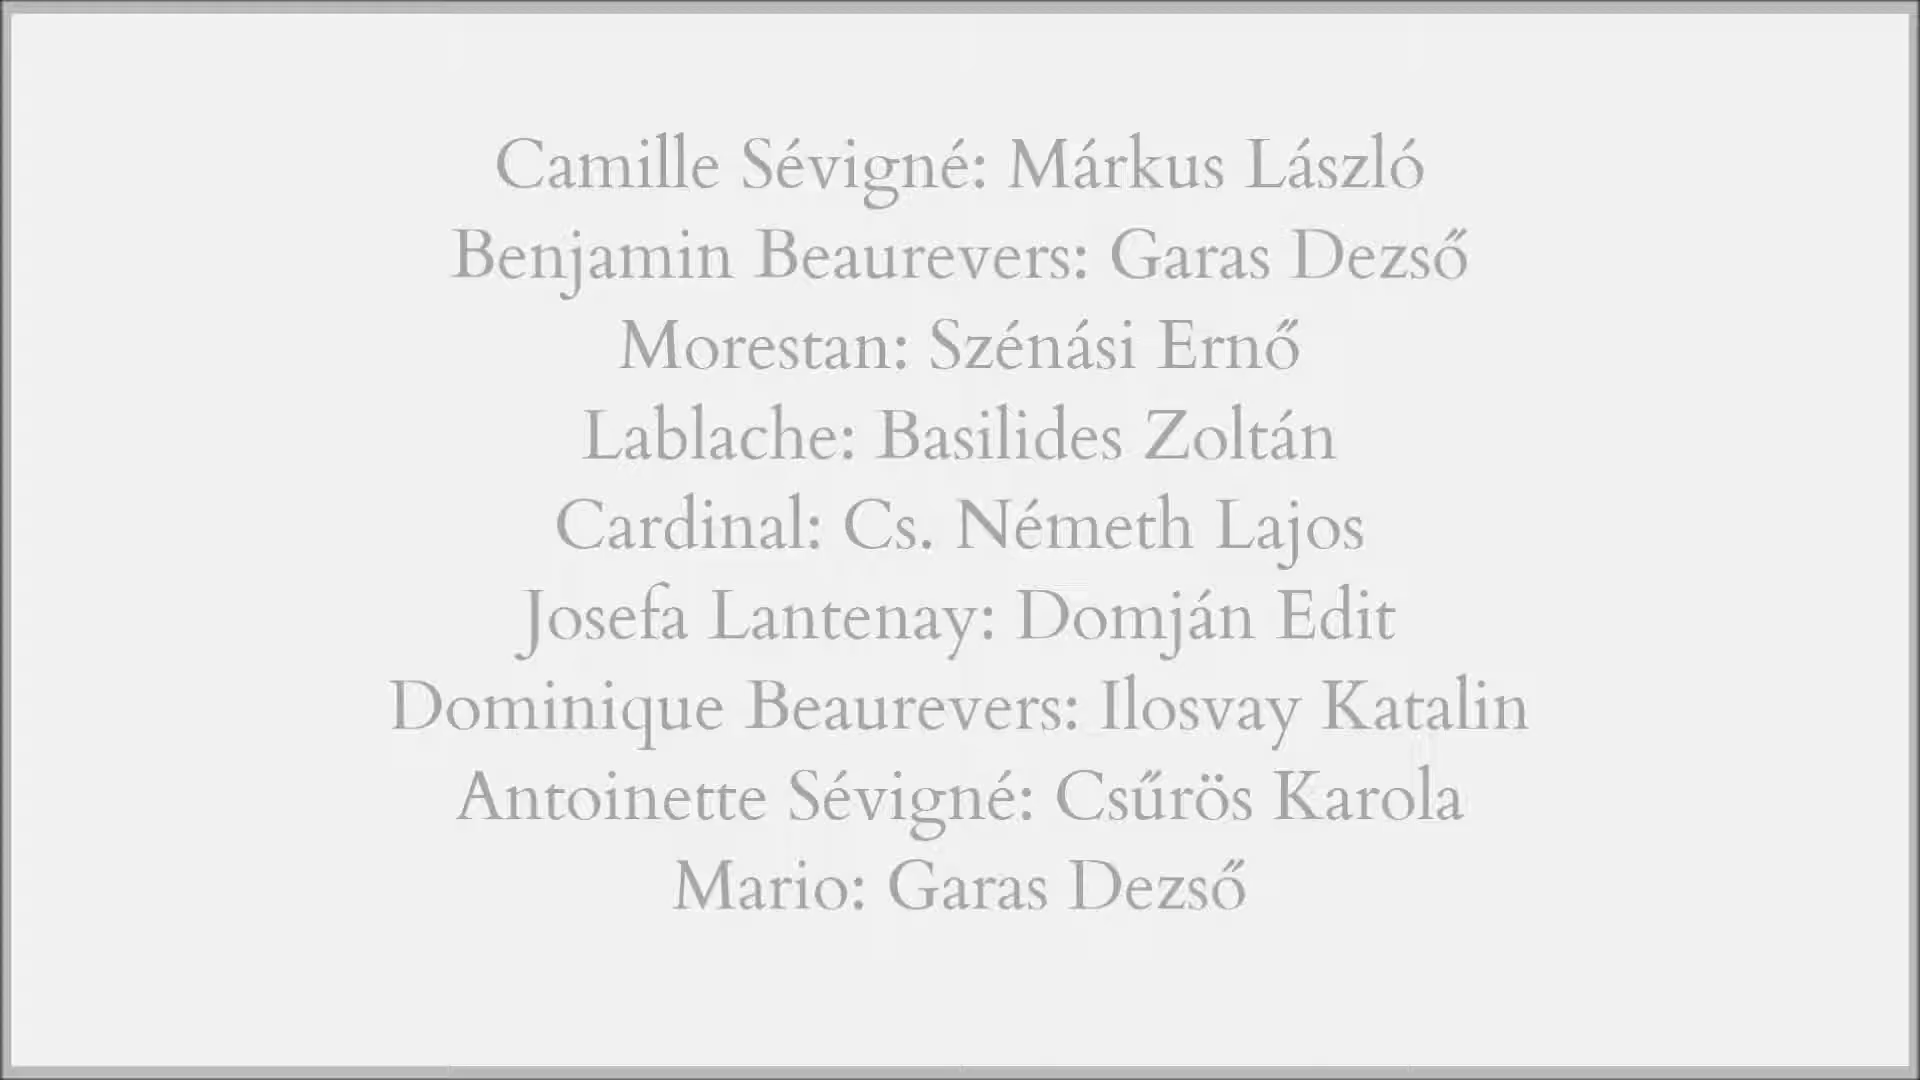 Camille Sévigné: Márkus László
Benjamin Beaurevers: Garas Dezső
Morestan: Szénási Ernő
Lablache: Basilides Zoltán
Cardinal: Cs. Németh Lajos
Josefa Lantenay: Domján Edit
Dominique Beaurevers: Ilosvay Katalin
Antoinette Sévigné: Csűrös Karola
Mario: Garas Dezső